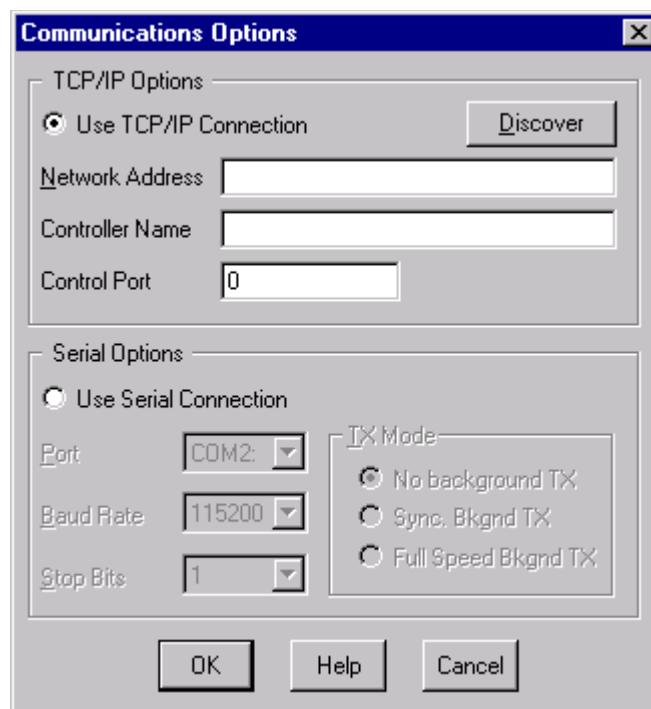 Communications Options
TCP/IP Options
Use TCP/IP Connection
Discover
Network Address
Controller Name
Control Port 0
Serial Options
Use Serial Connection
Port COM2:
Baud Rate 115200
Stop Bits 1
TX Mode
No background TX
Sync. Bkgnd TX
Full Speed Bkgnd TX
OK Help Cancel